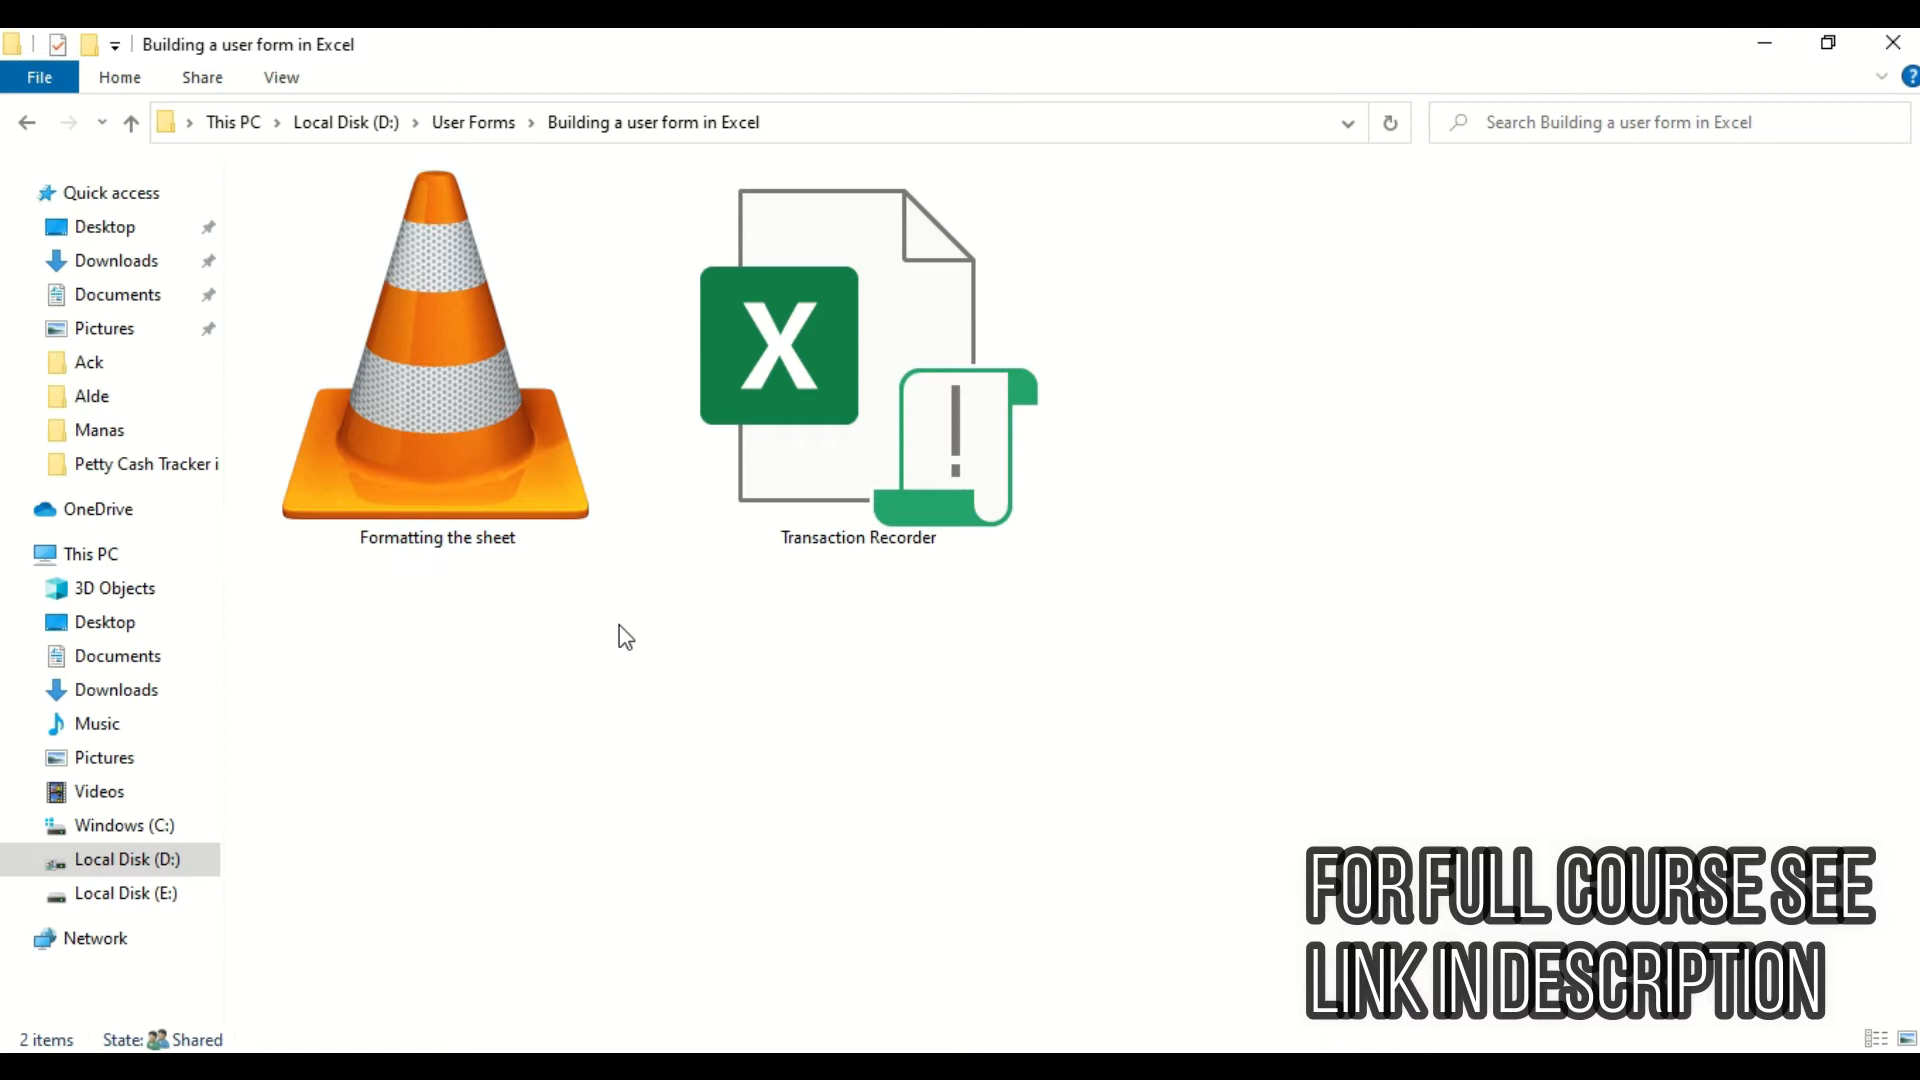 Building a user form in Excel
File Home Share View
?
This PC Local Disk (D:) User Forms Building a user form in Excel
Search Building a user form in Excel
Quick access
Desktop
Downloads
Documents
Pictures
Ack
Alde
Manas
Petty Cash Tracker i
OneDrive
This PC
3D Objects
Desktop
Documents
Downloads
Music
Pictures
Videos
Windows (C:)
Local Disk (D:)
Local Disk (E:)
Network
X
!
Formatting the sheet
Transaction Recorder
FOR FULL COURSE SEE
LINK IN DESCRIPTION
2 items State: Shared